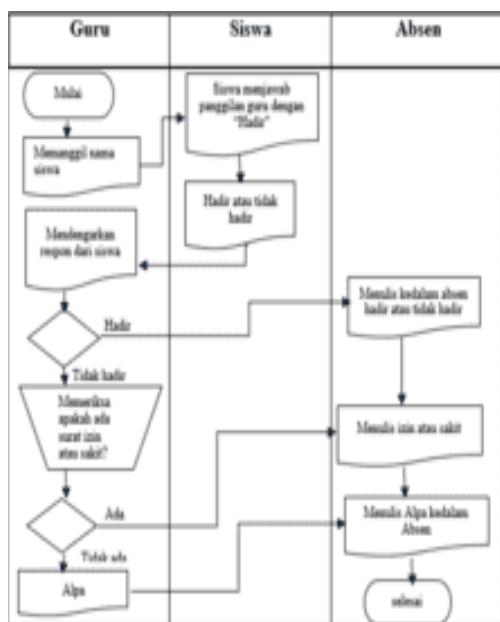 Guru
Siswa
Absen
Mulai
Memanggil nama
siswa
Siswa menjawab
panggilan guru dengan
"Hadir"
Hadir atau tidak
hadir
Mendengarkan
respon dari siswa
Hadir
Menulis kedalam absen
hadir atau tidak hadir
Tidak hadir
Memeriksa
apakah ada
surat izin
atau sakit?
Menulis izin atau sakit
Ada
Menulis Alpa kedalam
Absen
Tidak ada
Alpa
selesai